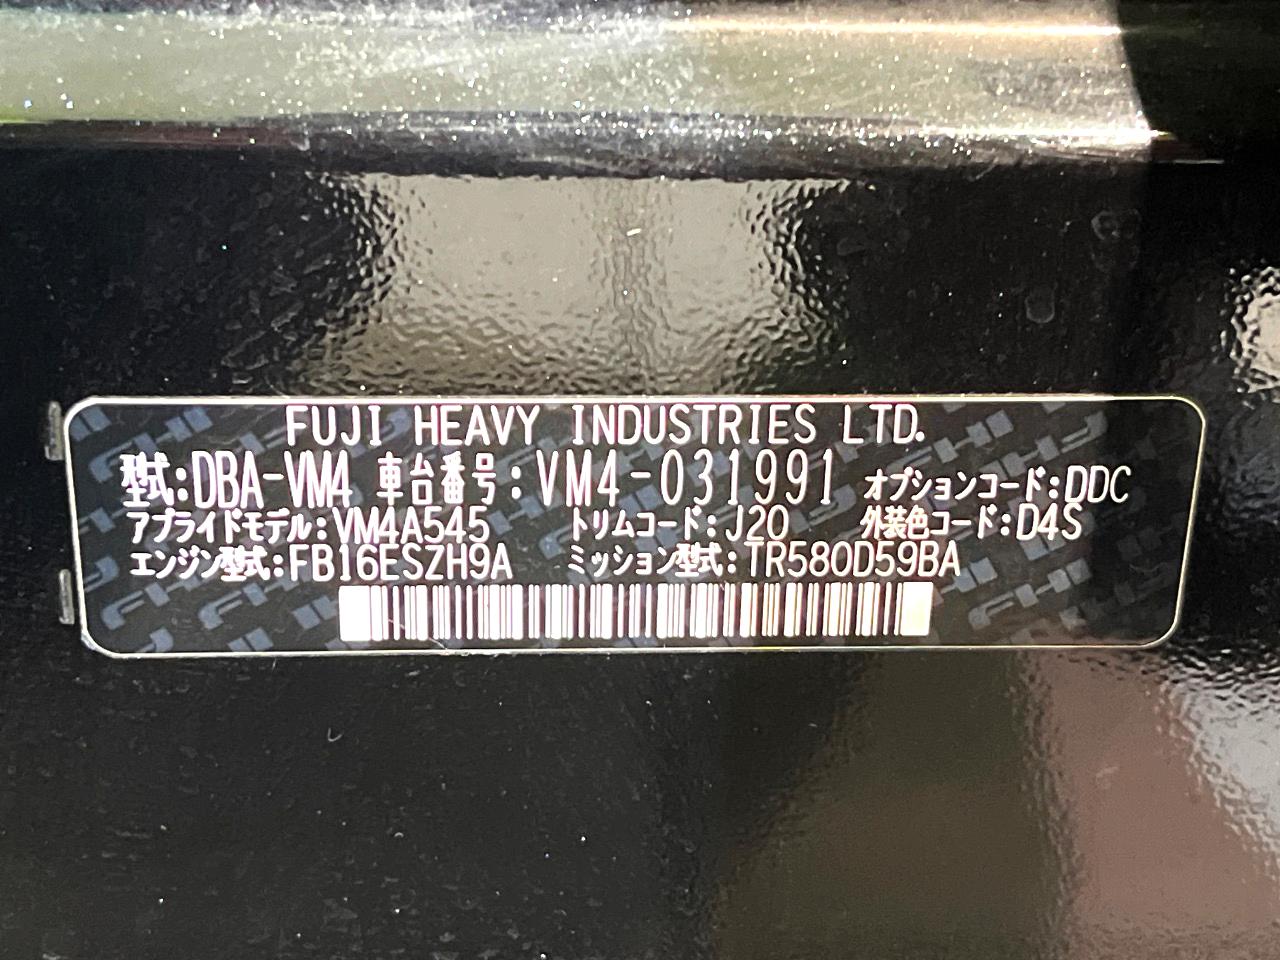 FUJI HEAVY INDUSTRIES LTD.
型式:DBA-VM4 車台番号:VM4-031991 オプションコード:DDC
アプライドモデル:VM4A545 トリムコード:J20 外装色コード:D4S
エンジン型式:FB16ESZH9A ミッション型式:TR580D59BA